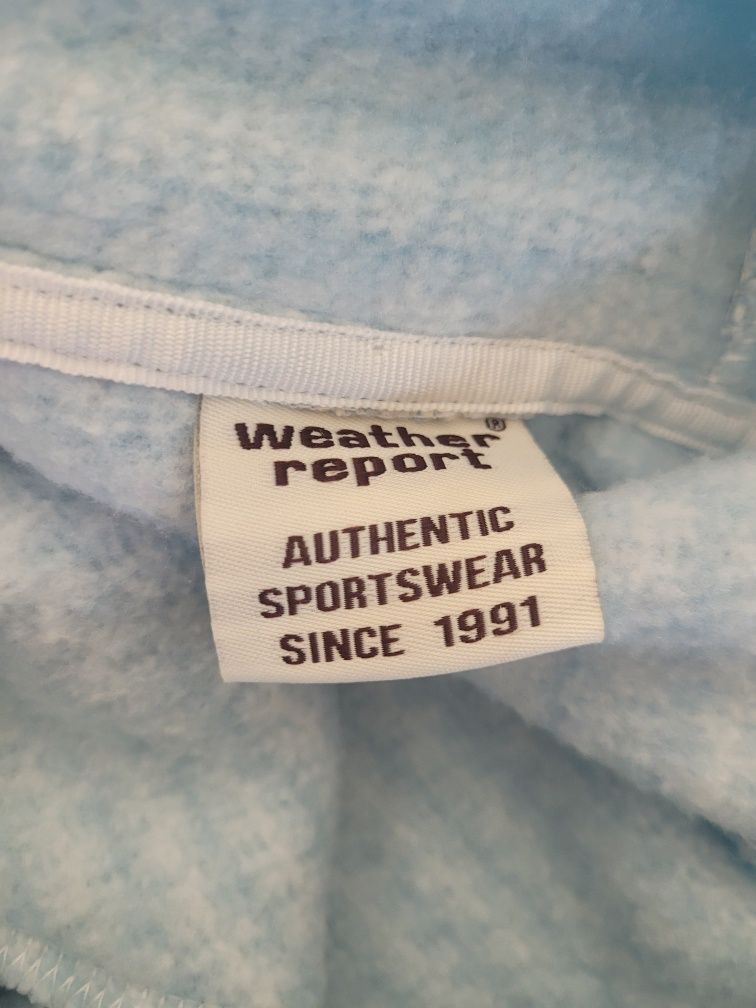 Weather®
report
AUTHENTIC
SPORTSWEAR
SINCE 1991